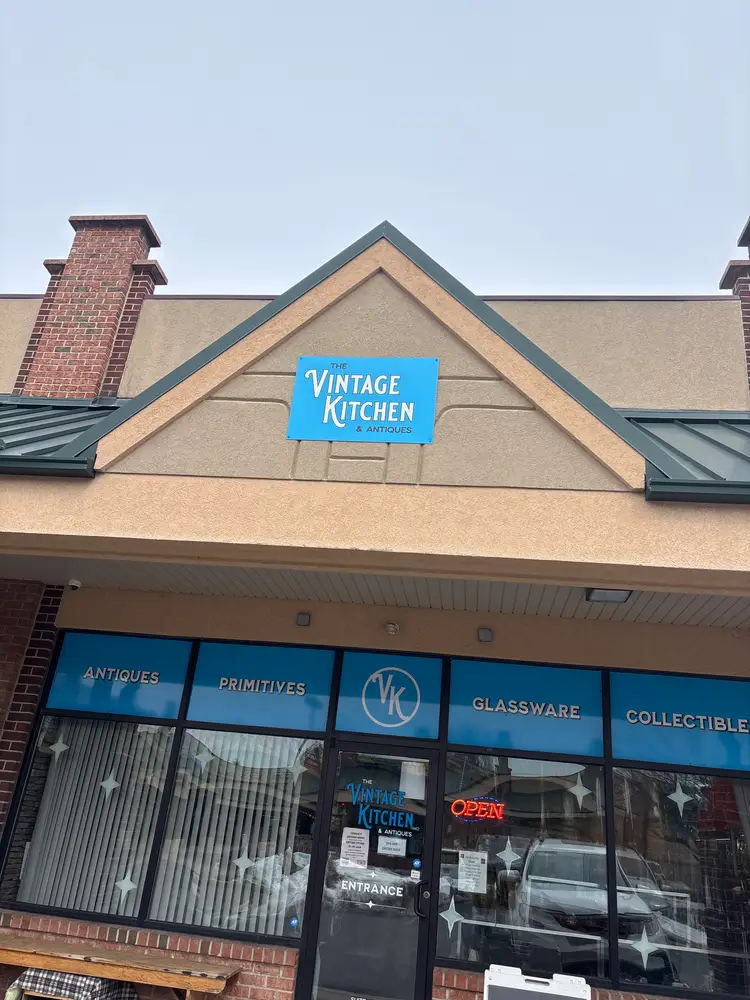 THE
VINTAGE
KITCHEN
& ANTIQUES
ANTIQUES
PRIMITIVES
VK
GLASSWARE
COLLECTIBLE
THE
VINTAGE
KITCHEN
& ANTIQUES
OPEN
ENTRANCE